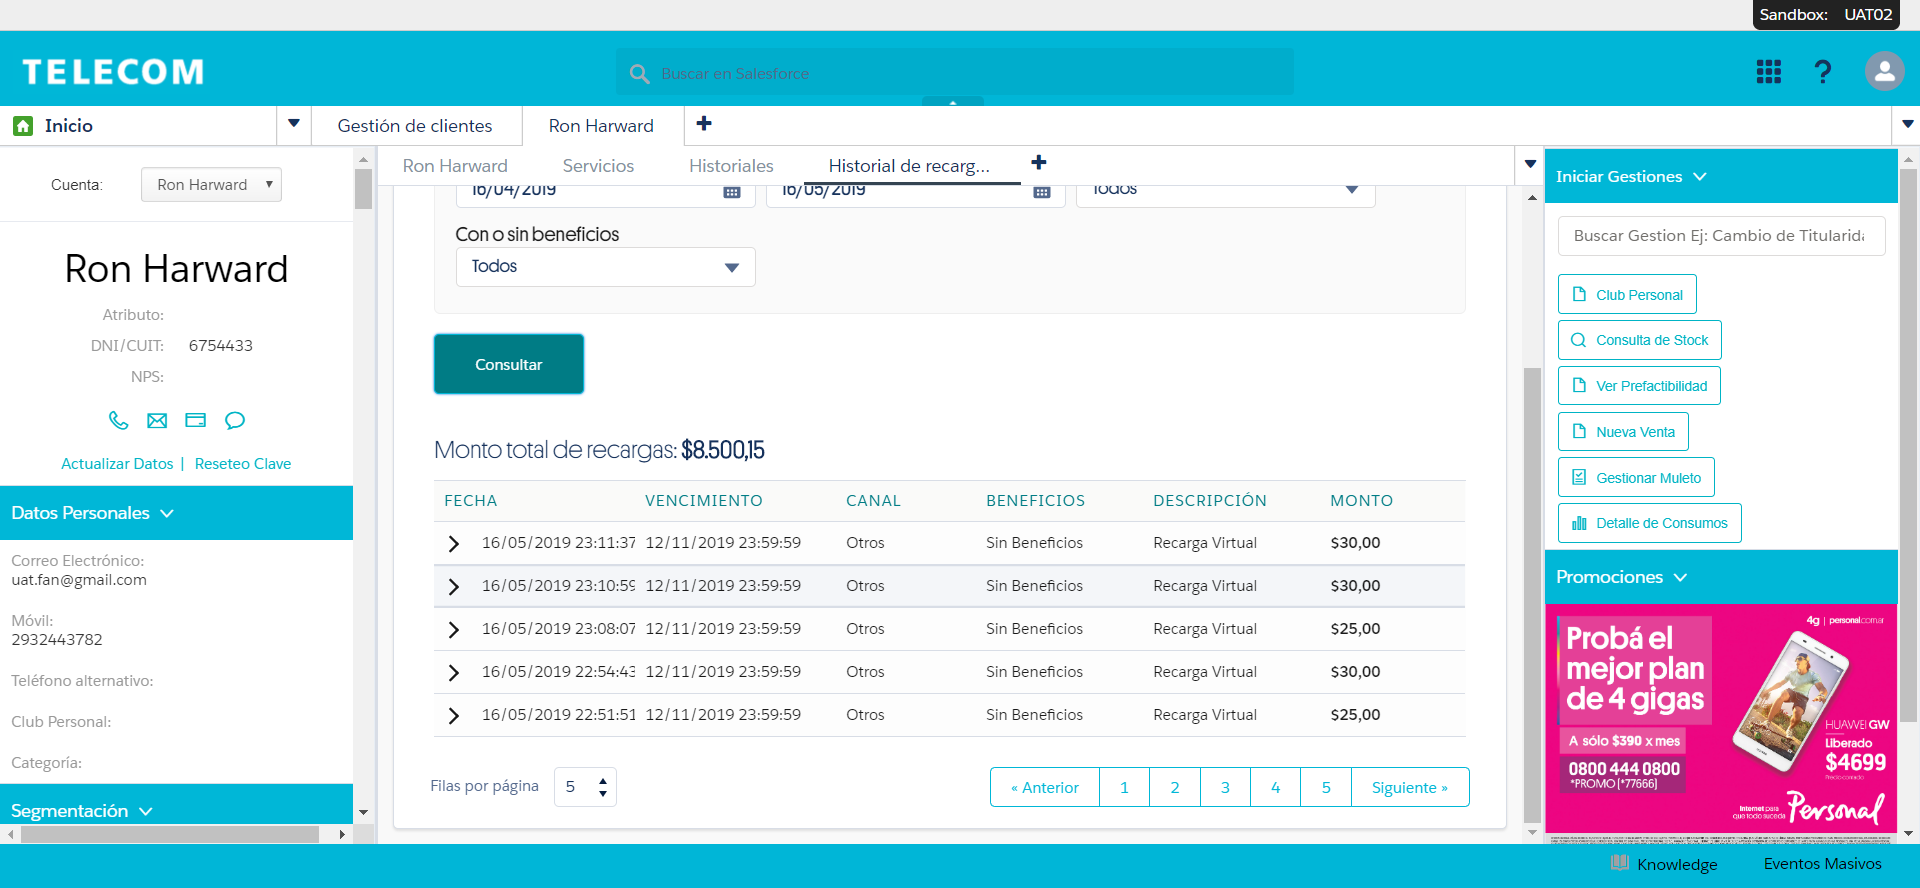 Sandbox: UAT02
TELECOM
Buscar en Salesforce
Inicio
Gestión de clientes
Ron Harward
Ron Harward
Servicios
Historiales
Historial de recarg...
Cuenta:
Ron Harward
Ron Harward
Atributo:
DNI/CUIT: 6754433
NPS:
Actualizar Datos | Reseteo Clave
Datos Personales
Correo Electrónico:
uat.fan@gmail.com
Móvil:
2932443782
Teléfono alternativo:
Club Personal:
Categoría:
Segmentación
16/04/2019
16/05/2019
Todos
Con o sin beneficios
Todos
Consultar
Monto total de recargas: $8.500,15
FECHA VENCIMIENTO CANAL BENEFICIOS DESCRIPCIÓN MONTO
16/05/2019 23:11:37 12/11/2019 23:59:59 Otros Sin Beneficios Recarga Virtual $30,00
16/05/2019 23:10:59 12/11/2019 23:59:59 Otros Sin Beneficios Recarga Virtual $30,00
16/05/2019 23:08:07 12/11/2019 23:59:59 Otros Sin Beneficios Recarga Virtual $25,00
16/05/2019 22:54:43 12/11/2019 23:59:59 Otros Sin Beneficios Recarga Virtual $30,00
16/05/2019 22:51:51 12/11/2019 23:59:59 Otros Sin Beneficios Recarga Virtual $25,00
Filas por página 5
« Anterior 1 2 3 4 5 Siguiente »
Iniciar Gestiones
Buscar Gestion Ej: Cambio de Titularida
Club Personal
Consulta de Stock
Ver Prefactibilidad
Nueva Venta
Gestionar Muleto
Detalle de Consumos
Promociones
4g | personal.com.ar
Probá el
mejor plan
de 4 gigas
A sólo $390 x mes
0800 444 0800
*PROMO (*77666)
HUAWEI GW
Liberado
$4699
Precio contado
Internet para
que todo suceda
Personal
Knowledge
Eventos Masivos